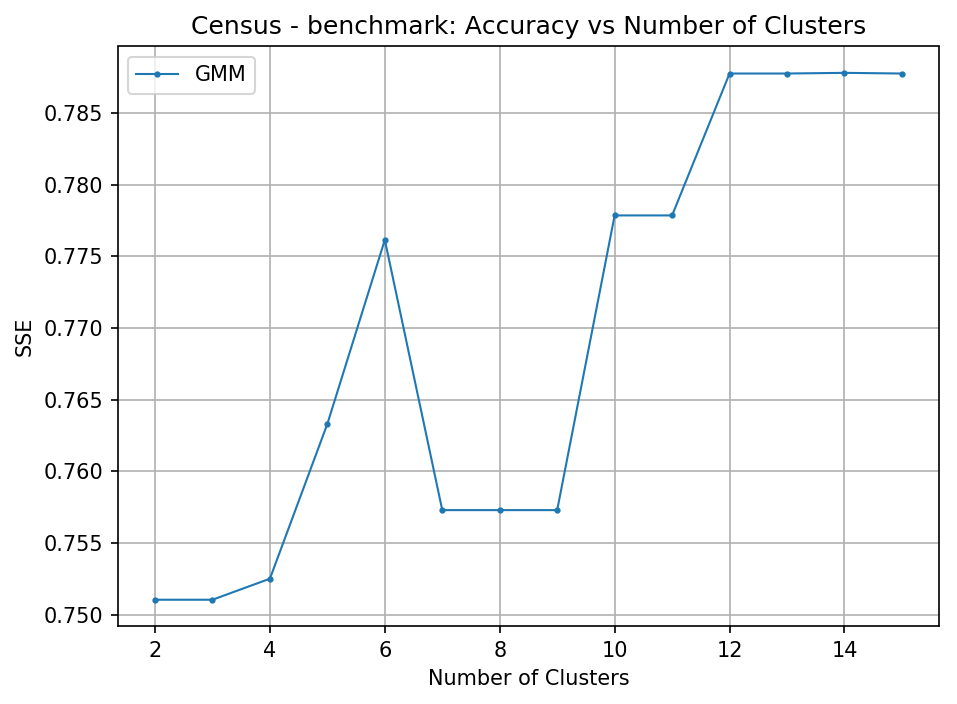 Census - benchmark: Accuracy vs Number of Clusters
GMM
SSE
0.785
0.780
0.775
0.770
0.765
0.760
0.755
0.750
2 4 6 8 10 12 14
Number of Clusters